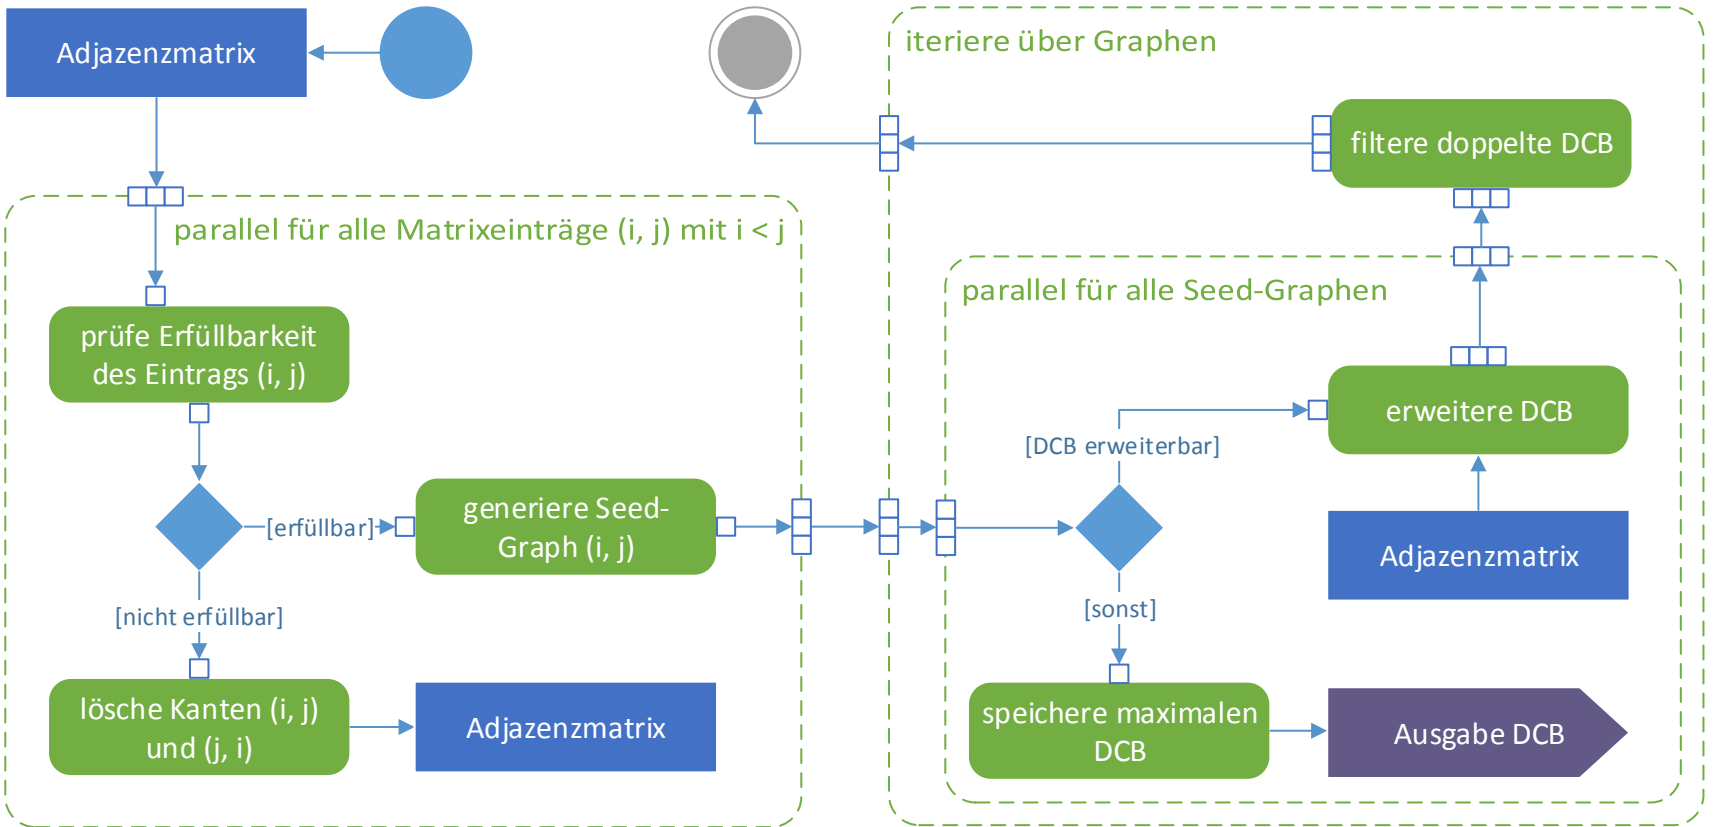 Adjazenzmatrix
iteriere über Graphen
filtere doppelte DCB
parallel für alle Matrixeinträge (i, j) mit i < j
parallel für alle Seed-Graphen
prüfe Erfüllbarkeit
des Eintrags (i, j)
erweitere DCB
[DCB erweiterbar]
[erfüllbar]
generiere Seed-
Graph (i, j)
Adjazenzmatrix
[nicht erfüllbar]
[sonst]
lösche Kanten (i, j)
und (j, i)
Adjazenzmatrix
speichere maximalen
DCB
Ausgabe DCB